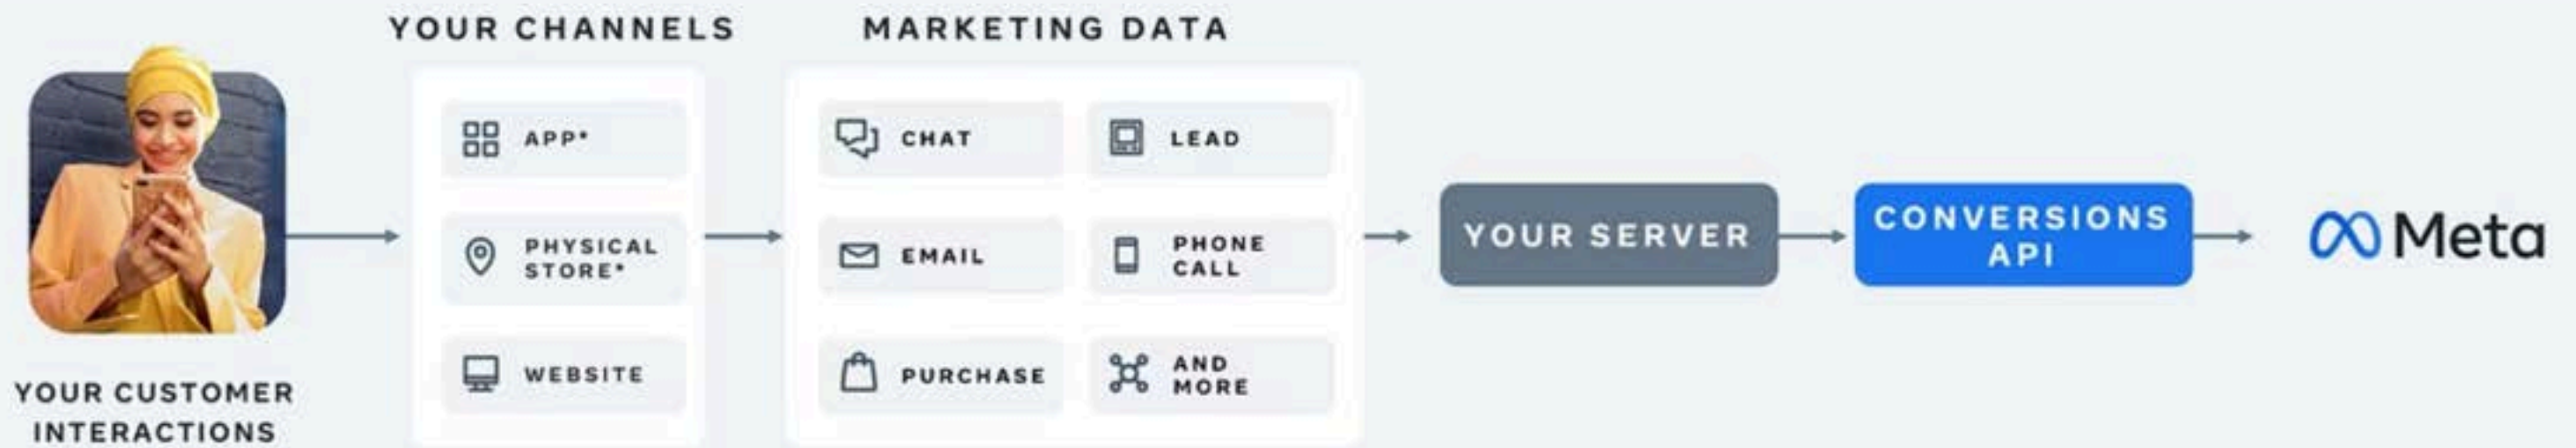 YOUR CHANNELS
MARKETING DATA
APP*
CHAT
LEAD
PHYSICAL
STORE*
EMAIL
PHONE
CALL
WEBSITE
PURCHASE
AND
MORE
YOUR SERVER
CONVERSIONS
API
Meta
YOUR CUSTOMER
INTERACTIONS